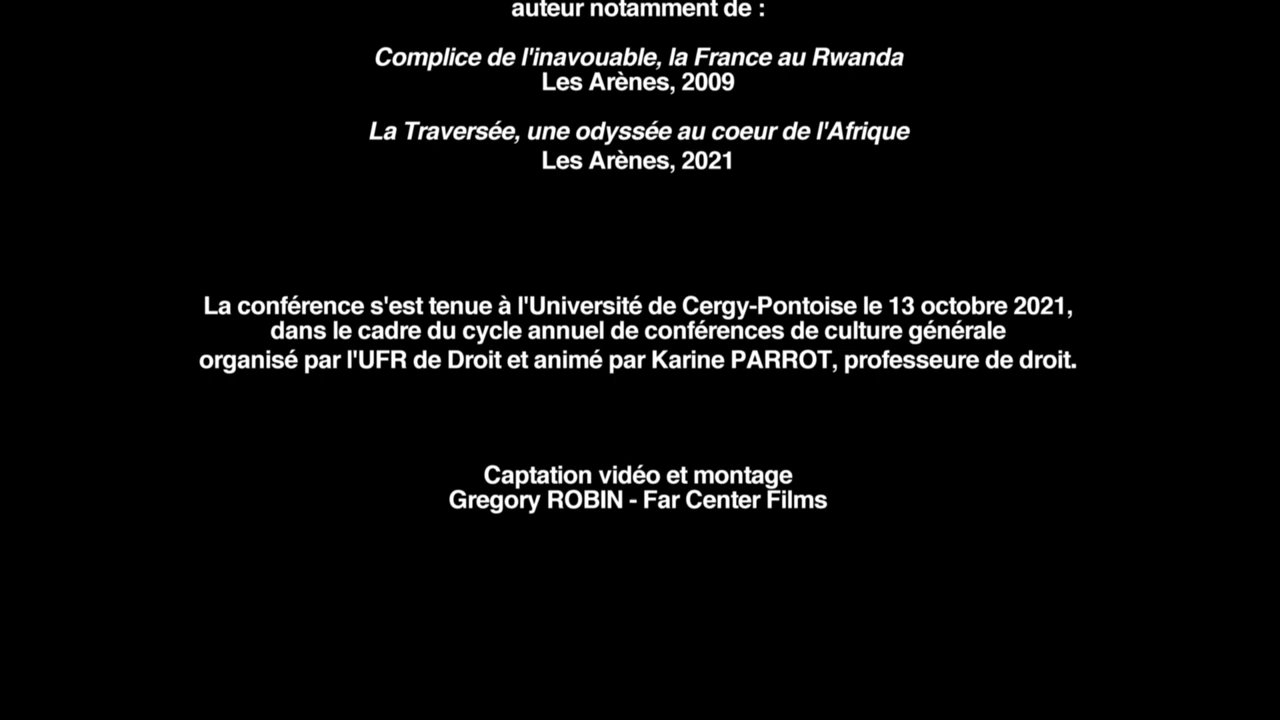 auteur notamment de :
Complice de l'inavouable, la France au Rwanda
Les Arènes, 2009
La Traversée, une odyssée au coeur de l'Afrique
Les Arènes, 2021
La conférence s'est tenue à l'Université de Cergy-Pontoise le 13 octobre 2021,
dans le cadre du cycle annuel de conférences de culture générale
organisé par l'UFR de Droit et animé par Karine PARROT, professeure de droit.
Captation vidéo et montage
Gregory ROBIN - Far Center Films